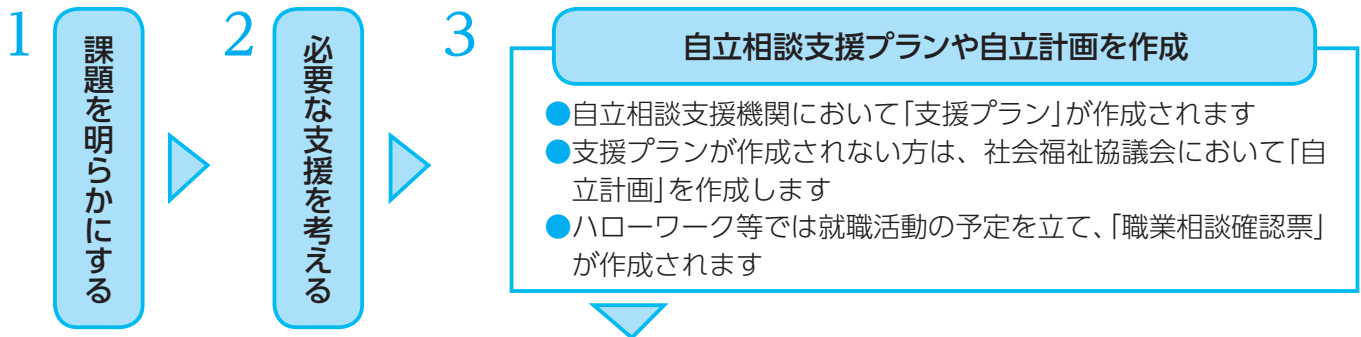 1
課題を明らかにする
2
必要な支援を考える
3
自立相談支援プランや自立計画を作成
●自立相談支援機関において｢支援プラン｣が作成されます
●支援プランが作成されない方は、社会福祉協議会において｢自
立計画｣を作成します
●ハローワーク等では就職活動の予定を立て、｢職業相談確認票｣
が作成されます